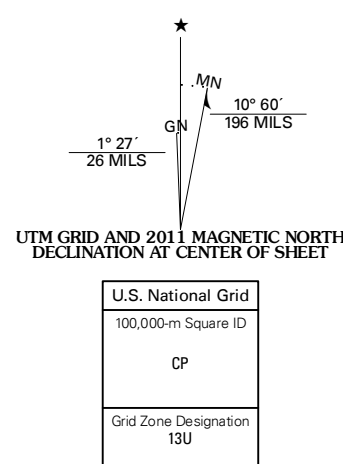 ★
MN
GN
10° 60´
196 MILS
1° 27´
26 MILS
UTM GRID AND 2011 MAGNETIC NORTH
DECLINATION AT CENTER OF SHEET
U.S. National Grid
100,000-m Square ID
CP
Grid Zone Designation
13U